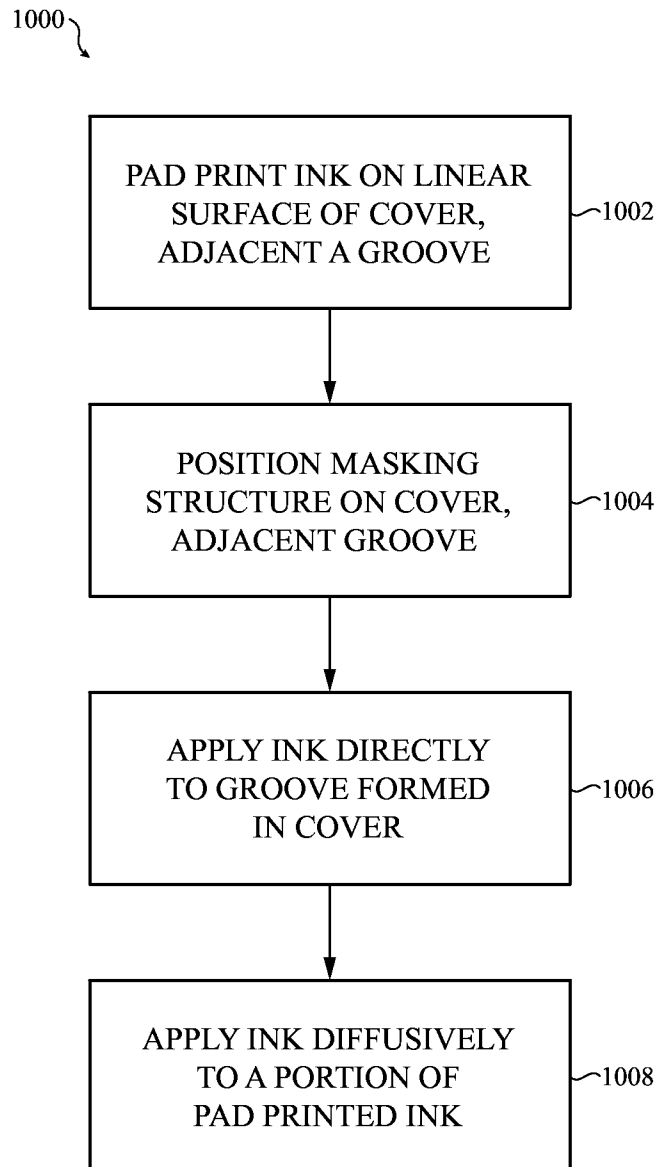 1000
PAD PRINT INK ON LINEAR
SURFACE OF COVER,
ADJACENT A GROOVE
1002
POSITION MASKING
STRUCTURE ON COVER,
ADJACENT GROOVE
1004
APPLY INK DIRECTLY
TO GROOVE FORMED
IN COVER
1006
APPLY INK DIFFUSIVELY
TO A PORTION OF
PAD PRINTED INK
1008